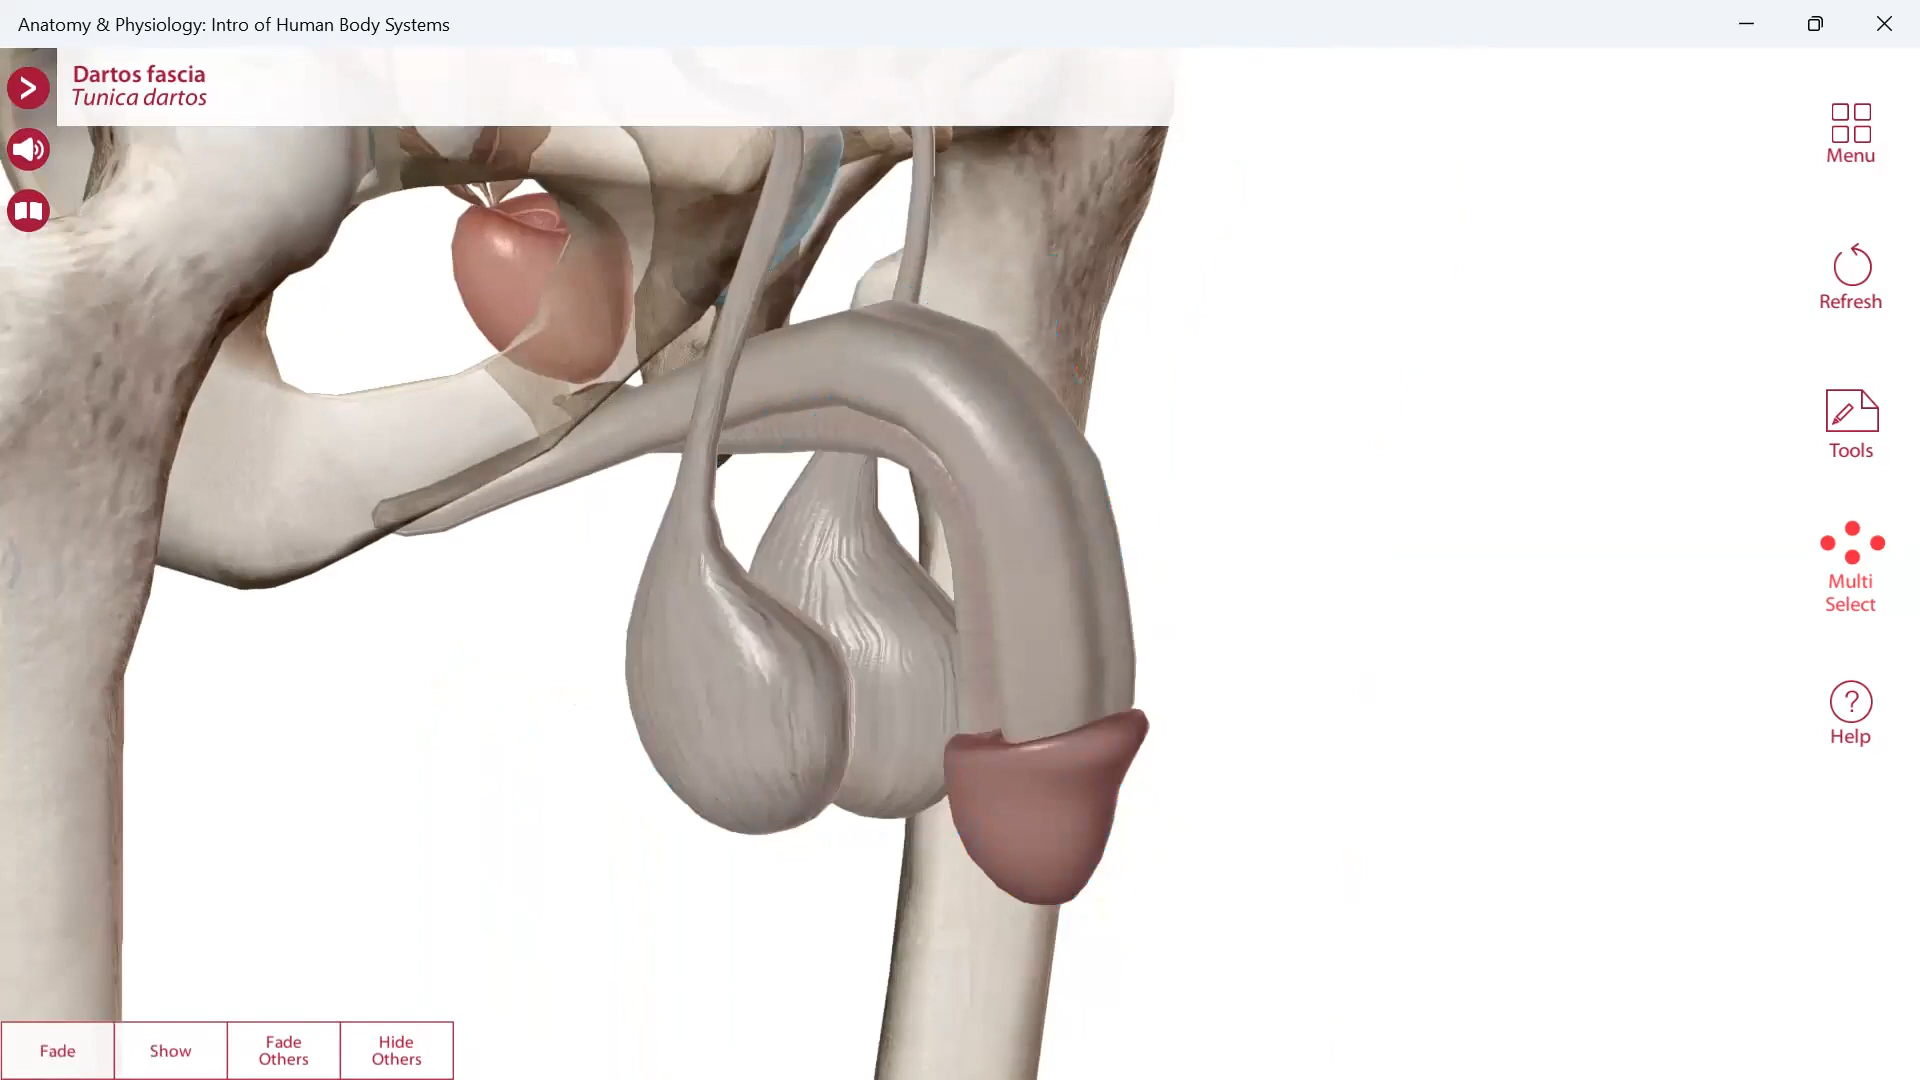 Anatomy & Physiology: Intro of Human Body Systems
Dartos fascia
Tunica dartos
Menu
Refresh
Tools
Multi
Select
Help
Fade
Show
Fade
Others
Hide
Others